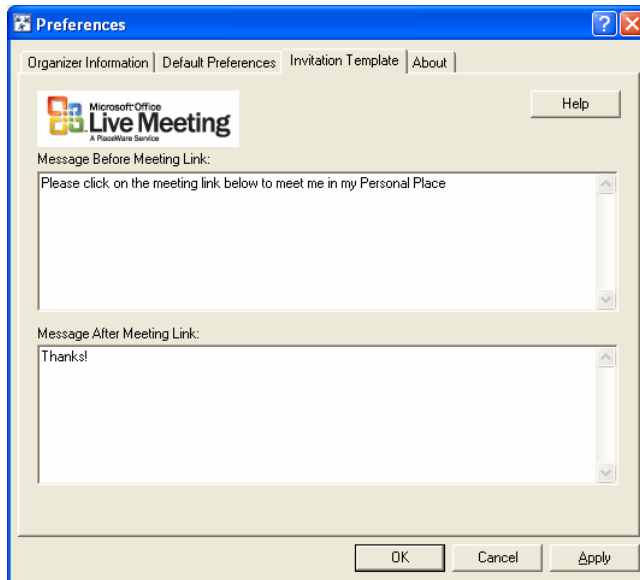 Preferences
Organizer Information
Default Preferences
Invitation Template
About
Microsoft Office
Live Meeting
A PlaceWare Service
Help
Message Before Meeting Link:
Please click on the meeting link below to meet me in my Personal Place
Message After Meeting Link:
Thanks!
OK
Cancel
Apply